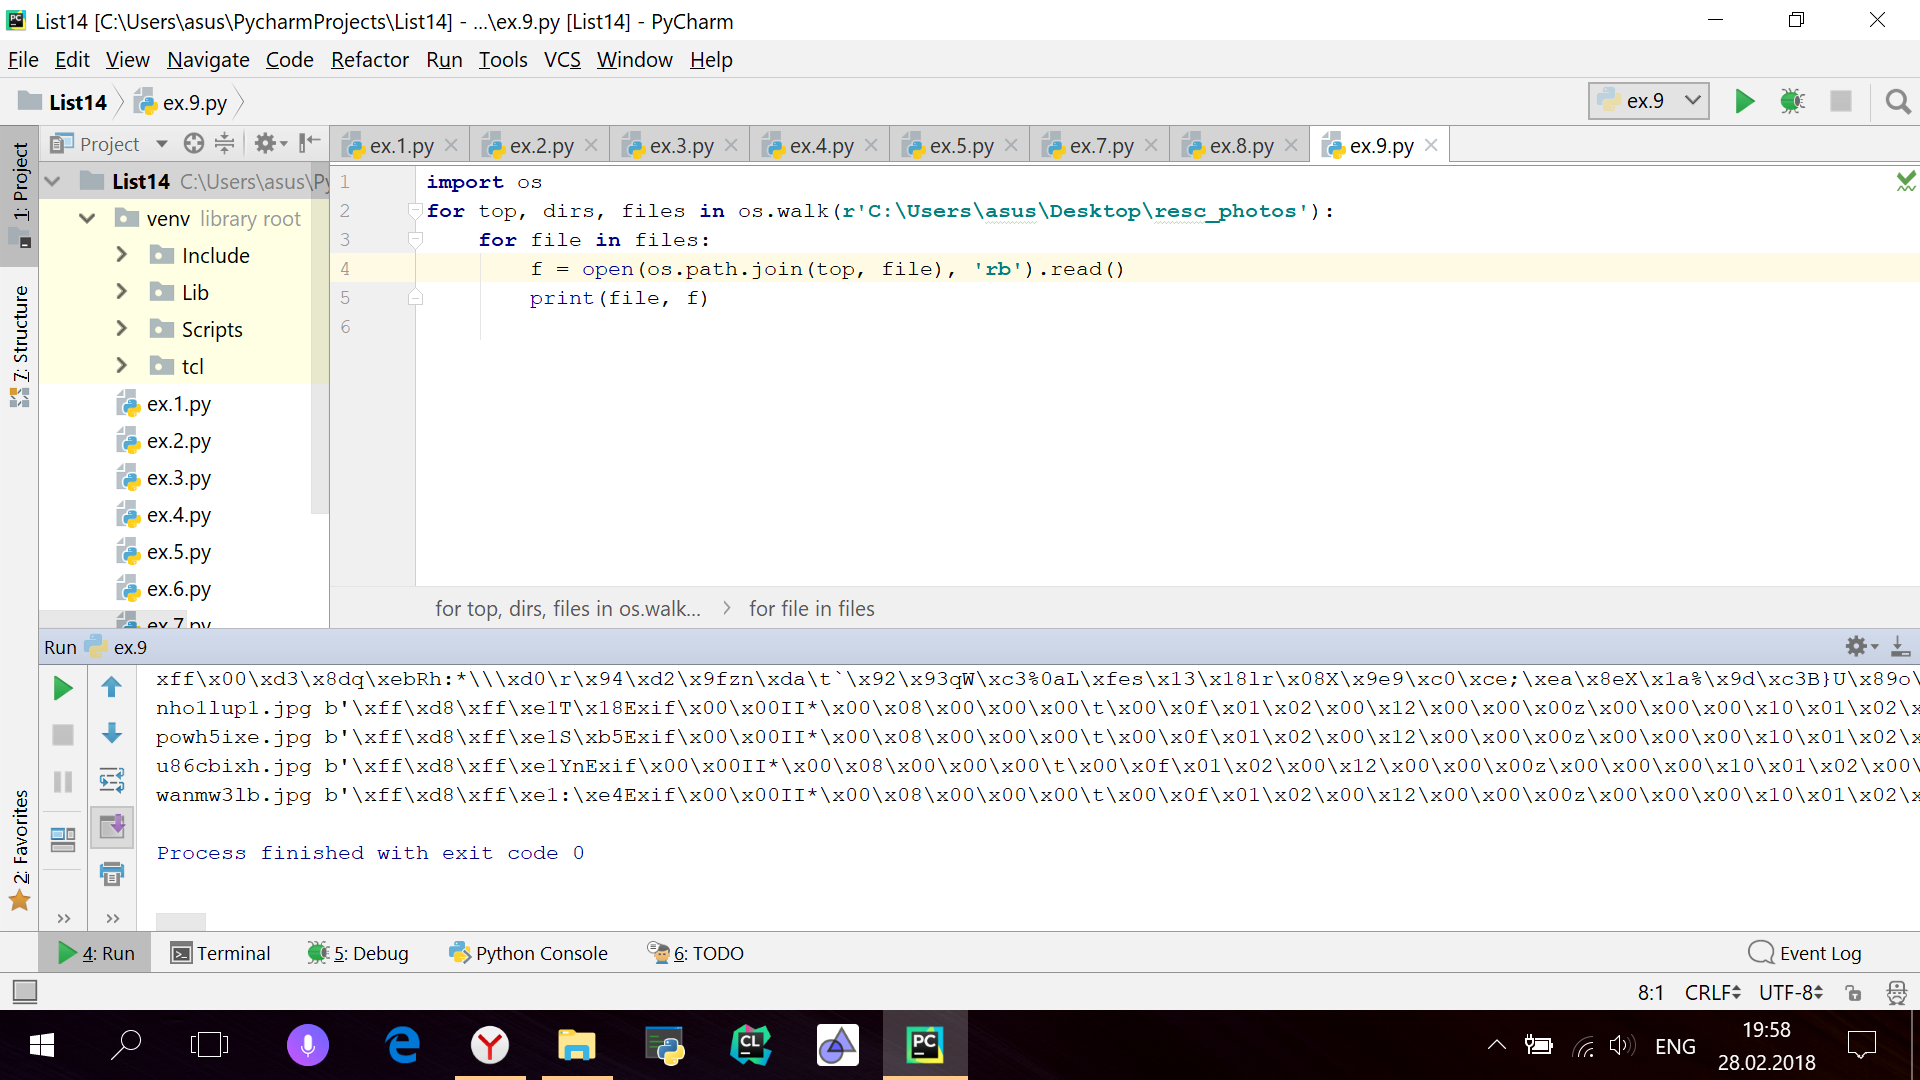 List14 [C:\Users\asus\PycharmProjects\List14] - ...\ex.9.py [List14] - PyCharm
File Edit View Navigate Code Refactor Run Tools VCS Window Help
List14 ex.9.py ex.9
1: Project
Project
ex.1.py ex.2.py ex.3.py ex.4.py ex.5.py ex.7.py ex.8.py ex.9.py
List14 C:\Users\asus\Py
venv library root
Include
Lib
Scripts
tcl
ex.1.py
ex.2.py
ex.3.py
ex.4.py
ex.5.py
ex.6.py
ex.7.py
7: Structure
2: Favorites
1 import os
2 for top, dirs, files in os.walk(r'C:\Users\asus\Desktop\resc_photos'):
3 for file in files:
4 f = open(os.path.join(top, file), 'rb').read()
5 print(file, f)
6
for top, dirs, files in os.walk... for file in files
Run ex.9
xff\x00\xd3\x8dq\xebRh:*\\\xd0\r\x94\xd2\x9fzn\xda\t`\x92\x93qW\xc3%0aL\xfes\x13\x18lr\x08X\x9e9\xc0\xce;\xea\x8eX\x1a%\x9d\xc3B}U\x89o\
nho1lup1.jpg b'\xff\xd8\xff\xe1T\x18Exif\x00\x00II*\x00\x08\x00\x00\x00\t\x00\x0f\x01\x02\x00\x12\x00\x00\x00z\x00\x00\x00\x10\x01\x02\x
powh5ixe.jpg b'\xff\xd8\xff\xe1S\xb5Exif\x00\x00II*\x00\x08\x00\x00\x00\t\x00\x0f\x01\x02\x00\x12\x00\x00\x00z\x00\x00\x00\x10\x01\x02\x
u86cbixh.jpg b'\xff\xd8\xff\xe1YnExif\x00\x00II*\x00\x08\x00\x00\x00\t\x00\x0f\x01\x02\x00\x12\x00\x00\x00z\x00\x00\x00\x10\x01\x02\x00\
wanmw3lb.jpg b'\xff\xd8\xff\xe1:\xe4Exif\x00\x00II*\x00\x08\x00\x00\x00\t\x00\x0f\x01\x02\x00\x12\x00\x00\x00z\x00\x00\x00\x10\x01\x02\x
Process finished with exit code 0
4: Run Terminal 5: Debug Python Console 6: TODO Event Log
8:1 CRLF UTF-8
ENG
19:58
28.02.2018